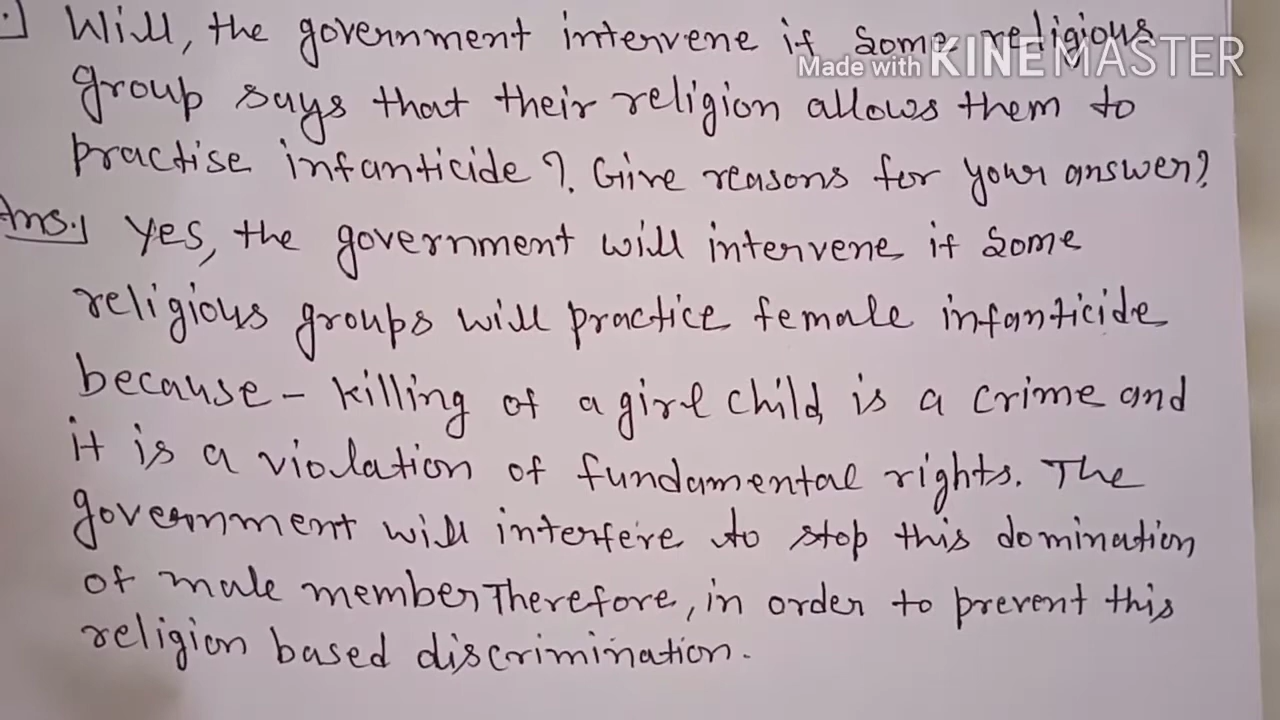 .] Will, the government intervene if some religious
Made with KINEMASTER
group says that their religion allows them to
practise infanticide ?. Give reasons for your answer?
Ans.] Yes, the government will intervene if some
religious groups will practice female infanticide
because - killing of a girl child is a crime and
it is a violation of fundamental rights. The
government will interfere to stop this domination
of male member Therefore, in order to prevent this
religion based discrimination.